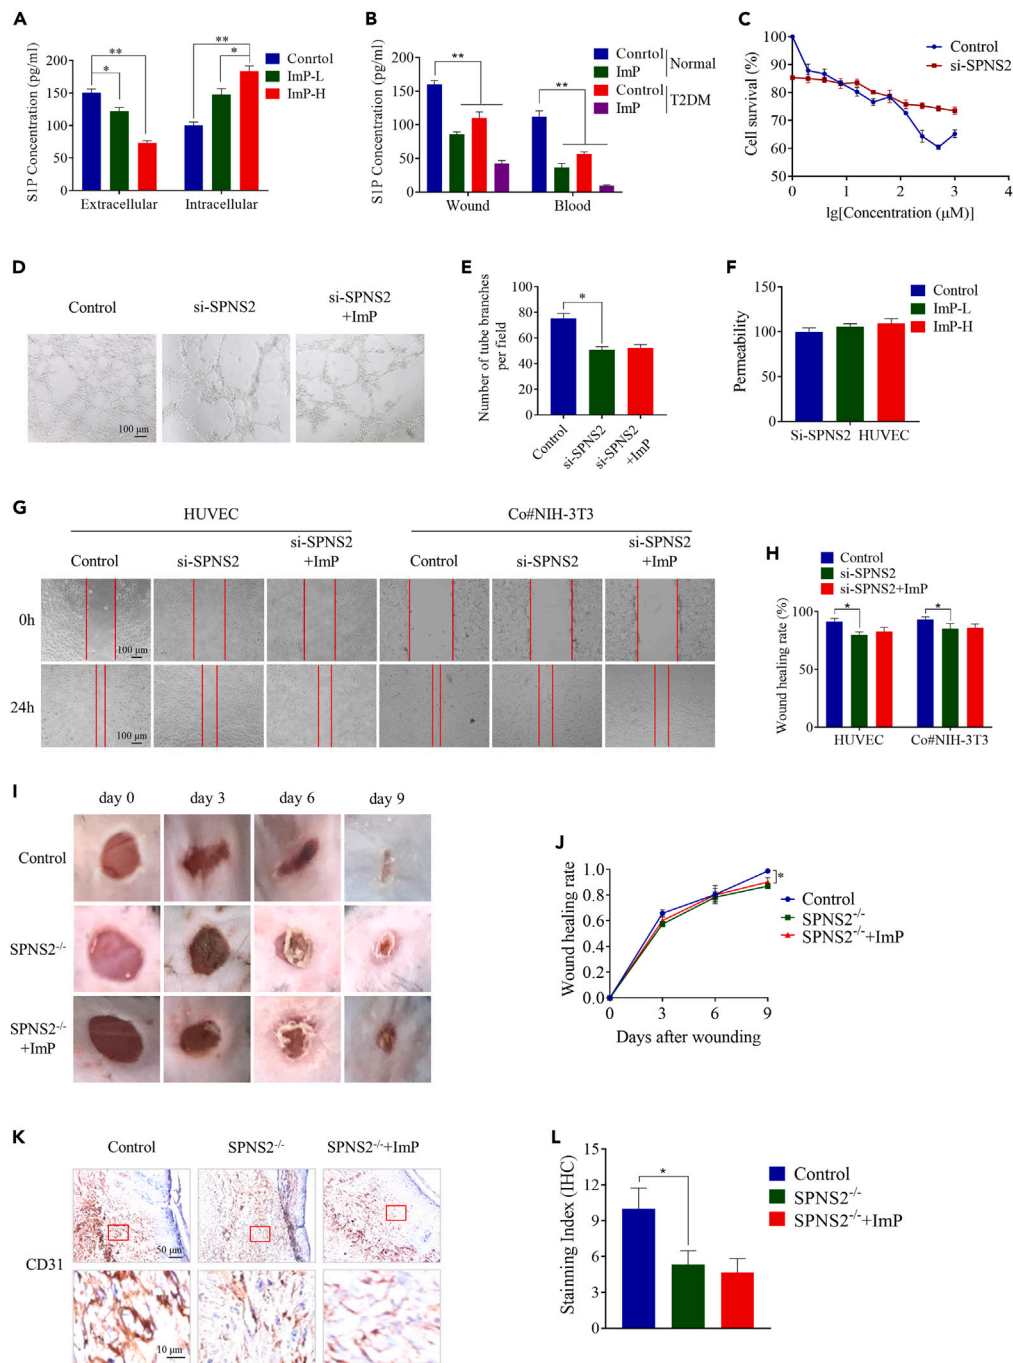 A
S1P Concentration (pg/ml)
200
150
100
50
0
**
*
**
*
Conrtol
ImP-L
ImP-H
Extracellular
Intracellular
B
S1P Concentration (pg/ml)
200
150
100
50
0
**
**
Conrtol
ImP
Control
ImP
Normal
T2DM
Wound
Blood
C
Cell survival (%)
100
90
80
70
60
50
0
1
2
3
4
lg[Concentration (μM)]
Control
si-SPNS2
D
Control
si-SPNS2
si-SPNS2
+ImP
100 μm
E
Number of tube branches
per field
100
80
60
40
20
0
*
Control
si-SPNS2
si-SPNS2
+ImP
F
Permeability
150
100
50
0
Control
ImP-L
ImP-H
Si-SPNS2 HUVEC
G
HUVEC
Co#NIH-3T3
Control
si-SPNS2
si-SPNS2
+ImP
Control
si-SPNS2
si-SPNS2
+ImP
0h
100 μm
24h
100 μm
H
Control
si-SPNS2
si-SPNS2+ImP
Wound healing rate (%)
100
50
0
*
*
HUVEC
Co#NIH-3T3
I
day 0
day 3
day 6
day 9
Control
SPNS2-/-
SPNS2-/-
+ImP
J
Wound healing rate
1.0
0.8
0.6
0.4
0.2
0.0
0
3
6
9
Days after wounding
*
Control
SPNS2-/-
SPNS2-/-+ImP
K
Control
SPNS2-/-
SPNS2-/-+ImP
50 μm
CD31
10 μm
L
Stainning Index (IHC)
15
12
9
6
3
0
*
Control
SPNS2-/-
SPNS2-/-+ImP